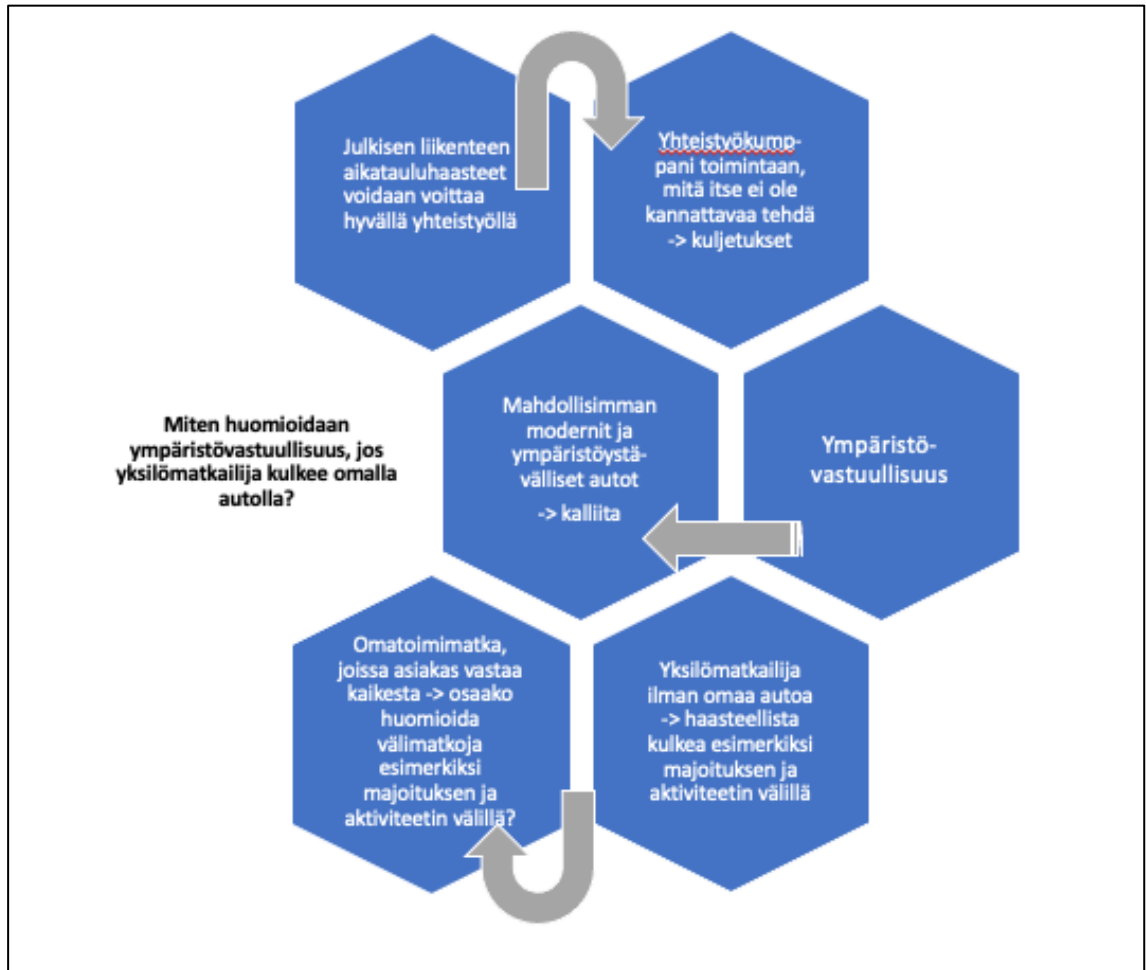 Julkisen liikenteen
aikatauluhaasteet
voidaan voittaa
hyvällä yhteistyöllä
Yhteistyökump-
pani toimintaan,
mitä itse ei ole
kannattavaa tehdä
-> kuljetukset
Miten huomioidaan
ympäristövastuullisuus, jos
yksilömatkailija kulkee omalla
autolla?
Mahdollisimman
modernit ja
ympäristöystä-
välliset autot
-> kalliita
Ympäristö-
vastuullisuus
Omatoimimatka,
joissa asiakas vastaa
kaikesta -> osaako
huomioida
välimatkoja
esimerkiksi
majoituksen ja
aktiviteetin välillä?
Yksilömatkailija
ilman omaa autoa
-> haasteellista
kulkea esimerkiksi
majoituksen ja
aktiviteetin välillä